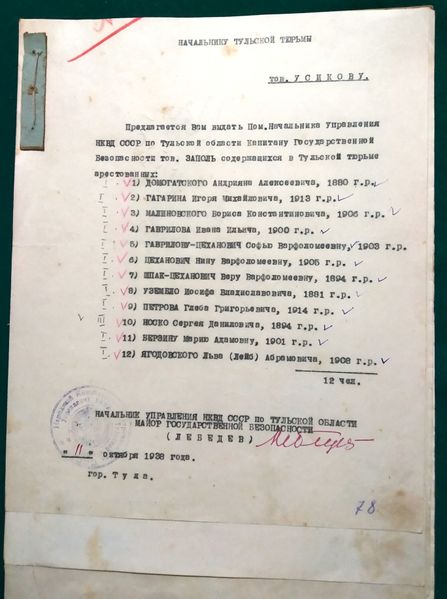 НАЧАЛЬНИКУ ТУЛЬСКОЙ ТЮРЬМЫ
тов. УСИКОВУ.
Предлагается Вам выдать Пом.Начальника Управления
НКВД СССР по Тульской области Капитану Государственной
Безопасности тов. ЗАПОЛЬ содержащихся в Тульской тюрьме
арестованных:
I 1) ДОМОГАТСКОГО Андрияна Алексеевича, 1880 г.р.
I 2) ГАГАРИНА Игоря Михайловича, 1913 г.р.
I 3) МАЛИНОВСКОГО Бориса Константиновича, 1906 г.р.
I 4) ГАВРИЛОВА Ивана Ильича, 1900 г.р.
I 5) ГАВРИЛОВУ-ЦЕХАНОВИЧ Софью Варфоломеевну, 1903 г.р.
I 6) ЦЕХАНОВИЧ Нину Варфоломеевну, 1905 г.р.
I 7) ШПАК-ЦЕХАНОВИЧ Веру Варфоломеевну, 1894 г.р.
I 8) УЗЕМБЛО Иосифа Владиславовича, 1881 г.р.
I 9) ПЕТРОВА Глеба Григорьевича, 1914 г.р.
III 10) НОСКО Сергея Даниловича, 1894 г.р.
I 11) БЕРЗИНУ Марию Адамовну, 1901 г.р.
I 12) ЯГОДОВСКОГО Льва (Лейб) Абрамовича, 1908 г.р.
12 чел.
НАЧАЛЬНИК УПРАВЛЕНИЯ НКВД СССР ПО ТУЛЬСКОЙ ОБЛАСТИ
МАЙОР ГОСУДАРСТВЕННОЙ БЕЗОПАСНОСТИ
(ЛЕБЕДЕВ)
"11" октября 1938 года.
гор. Тула.
78